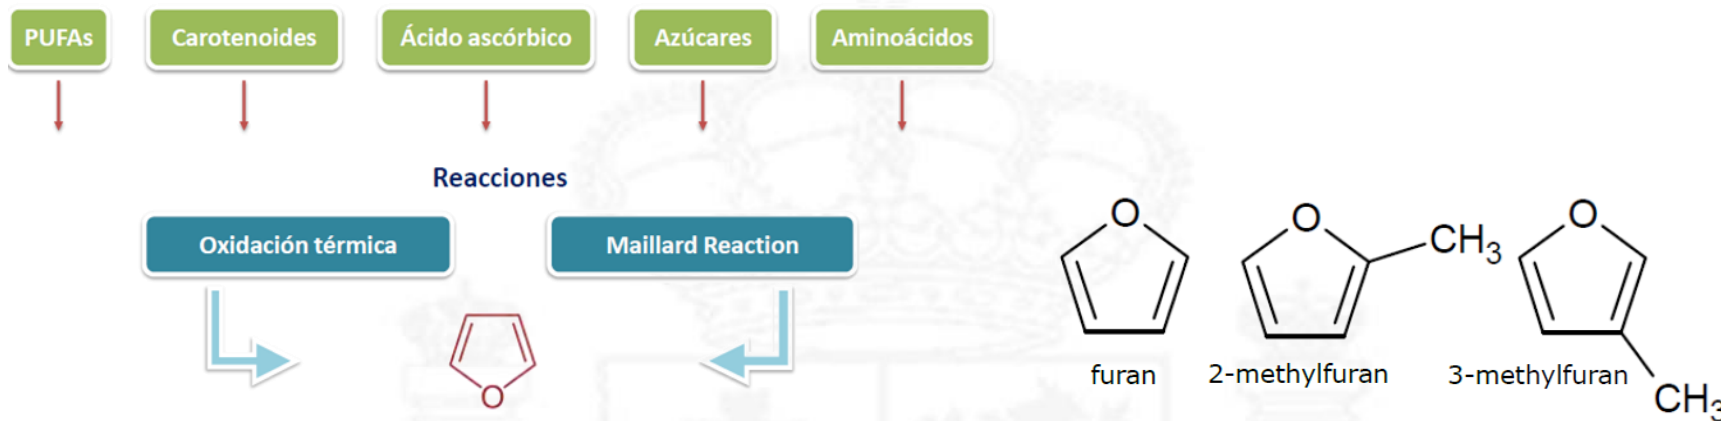 PUFAs
Carotenoides
Ácido ascórbico
Azúcares
Aminoácidos
Reacciones
Oxidación térmica
Maillard Reaction
O
O
O
O
CH3
CH3
furan
2-methylfuran
3-methylfuran